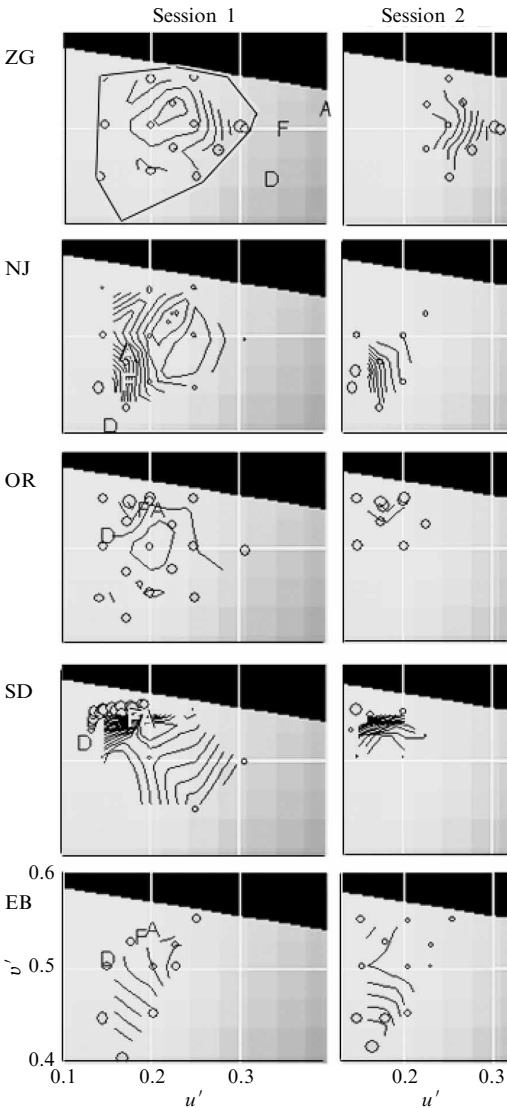 Session 1 Session 2
ZG
A
F
D
NJ
A
D
OR
F A
D
SD
F A
D
0.6
EB
A
F
D
v′
0.5
0.4
0.1 0.2 0.3 0.2 0.3
u′ u′